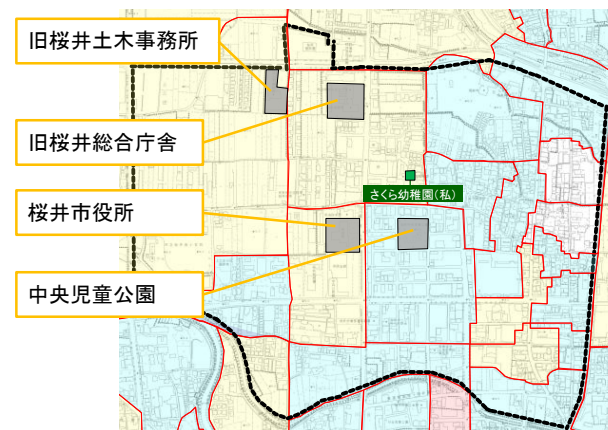 旧桜井土木事務所
旧桜井総合庁舎
さくら幼稚園(私)
桜井市役所
中央児童公園